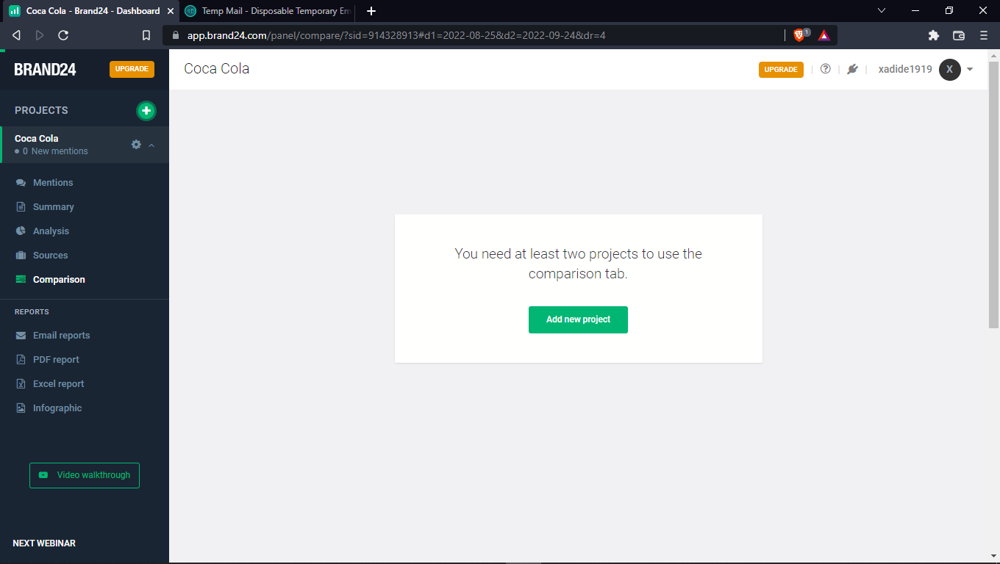 Coca Cola - Brand24 - Dashboard
Temp Mail - Disposable Temporary Em
app.brand24.com/panel/compare/?sid=914328913#d1=2022-08-25&d2=2022-09-24&dr=4
1
BRAND24
UPGRADE
Coca Cola
UPGRADE
xadide1919
X
PROJECTS
Coca Cola
0 New mentions
Mentions
Summary
Analysis
Sources
Comparison
REPORTS
Email reports
PDF report
Excel report
Infographic
Video walkthrough
NEXT WEBINAR
You need at least two projects to use the
comparison tab.
Add new project